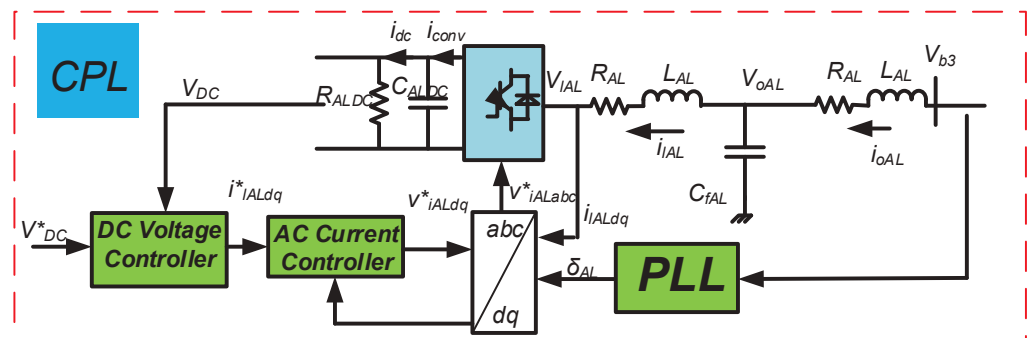 CPL
i_dc
i_conv
V_DC
R_ALDC
C_ALDC
V_IAL
R_AL
L_AL
V_oAL
R_AL
L_AL
V_b3
i_IAL
i_oAL
C_fAL
i*_IALdq
v*_iALdq
v*_iALabc
i_IALdq
V*_DC
DC Voltage
Controller
AC Current
Controller
abc
dq
δ_AL
PLL